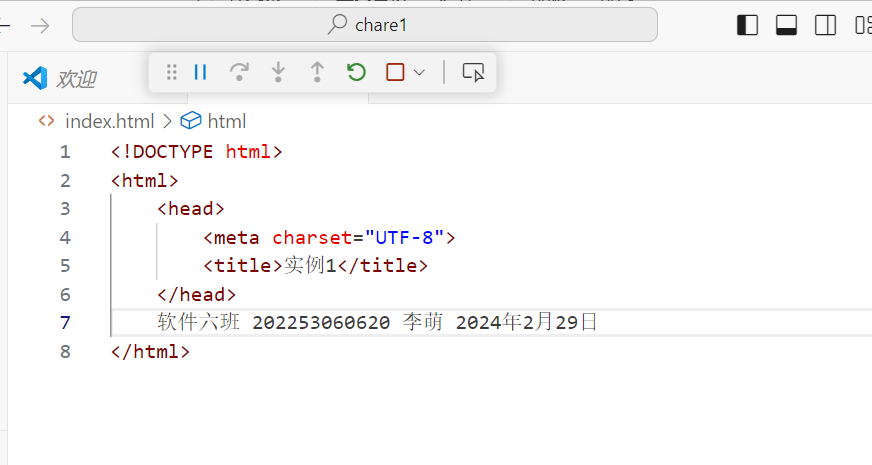 chare1
欢迎
index.html > html
1 <!DOCTYPE html>
2 <html>
3 <head>
4 <meta charset="UTF-8">
5 <title>实例1</title>
6 </head>
7 软件六班 202253060620 李萌 2024年2月29日
8 </html>